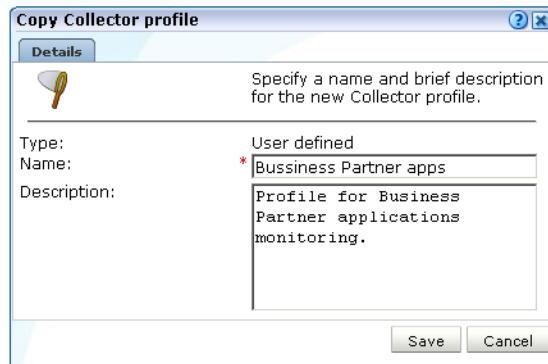 Copy Collector profile
Details
Specify a name and brief description
for the new Collector profile.
Type: User defined
Name: * Bussiness Partner apps
Description: Profile for Business
Partner applications
monitoring.
Save Cancel